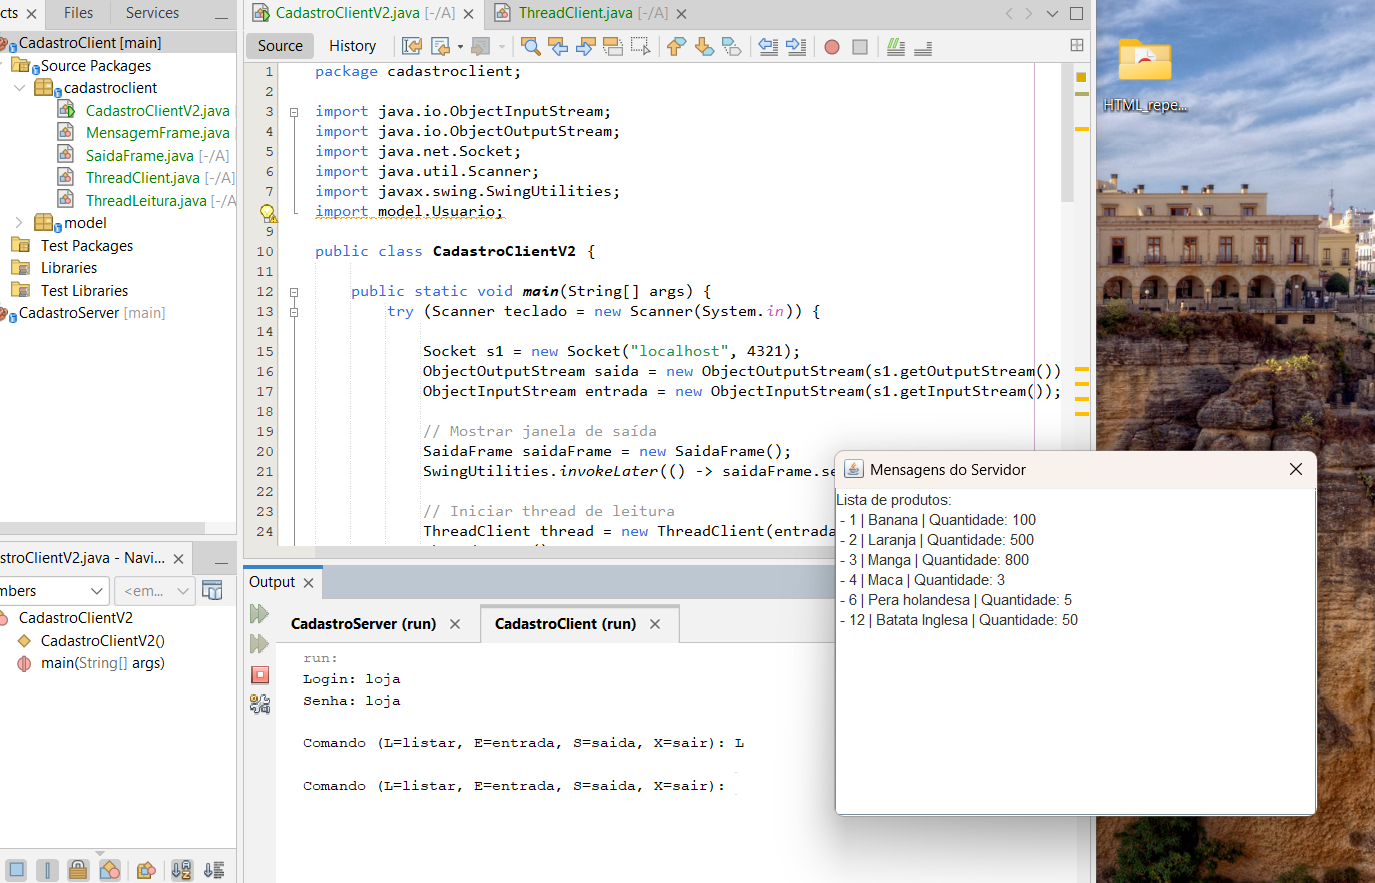 cts
Files
Services
CadastroClient [main]
Source Packages
cadastroclient
CadastroClientV2.java
MensagemFrame.java
SaidaFrame.java [-/A]
ThreadClient.java [-/A]
ThreadLeitura.java [-/A
model
Test Packages
Libraries
Test Libraries
CadastroServer [main]
CadastroClientV2.java [-/A]
ThreadClient.java [-/A]
Source
History
1 package cadastroclient;
2
3 import java.io.ObjectInputStream;
4 import java.io.ObjectOutputStream;
5 import java.net.Socket;
6 import java.util.Scanner;
7 import javax.swing.SwingUtilities;
import model.Usuario;
9
10 public class CadastroClientV2 {
11
12 public static void main(String[] args) {
13 try (Scanner teclado = new Scanner(System.in)) {
14
15 Socket s1 = new Socket("localhost", 4321);
16 ObjectOutputStream saida = new ObjectOutputStream(s1.getOutputStream())
17 ObjectInputStream entrada = new ObjectInputStream(s1.getInputStream());
18
19 // Mostrar janela de saída
20 SaidaFrame saidaFrame = new SaidaFrame();
21 SwingUtilities.invokeLater(() -> saidaFrame.se
22
23 // Iniciar thread de leitura
24 ThreadClient thread = new ThreadClient(entrada
stroClientV2.java - Navi...
mbers
<em...
CadastroClientV2
CadastroClientV2()
main(String[] args)
Output
CadastroServer (run)
CadastroClient (run)
run:
Login: loja
Senha: loja
Comando (L=listar, E=entrada, S=saida, X=sair): L
Comando (L=listar, E=entrada, S=saida, X=sair):
Mensagens do Servidor
Lista de produtos:
- 1 | Banana | Quantidade: 100
- 2 | Laranja | Quantidade: 500
- 3 | Manga | Quantidade: 800
- 4 | Maca | Quantidade: 3
- 6 | Pera holandesa | Quantidade: 5
- 12 | Batata Inglesa | Quantidade: 50
HTML_repe...